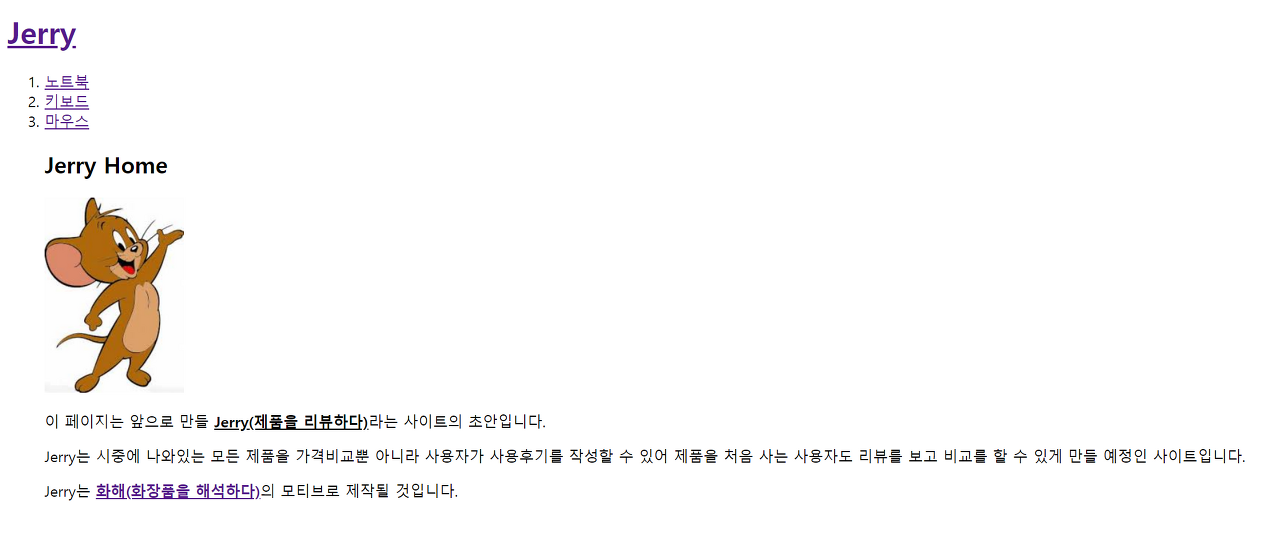 Jerry
1. 노트북
2. 키보드
3. 마우스
Jerry Home
이 페이지는 앞으로 만들 Jerry(제품을 리뷰하다)라는 사이트의 초안입니다.
Jerry는 시중에 나와있는 모든 제품을 가격비교뿐 아니라 사용자가 사용후기를 작성할 수 있어 제품을 처음 사는 사용자도 리뷰를 보고 비교를 할 수 있게 만들 예정인 사이트입니다.
Jerry는 화해(화장품을 해석하다)의 모티브로 제작될 것입니다.